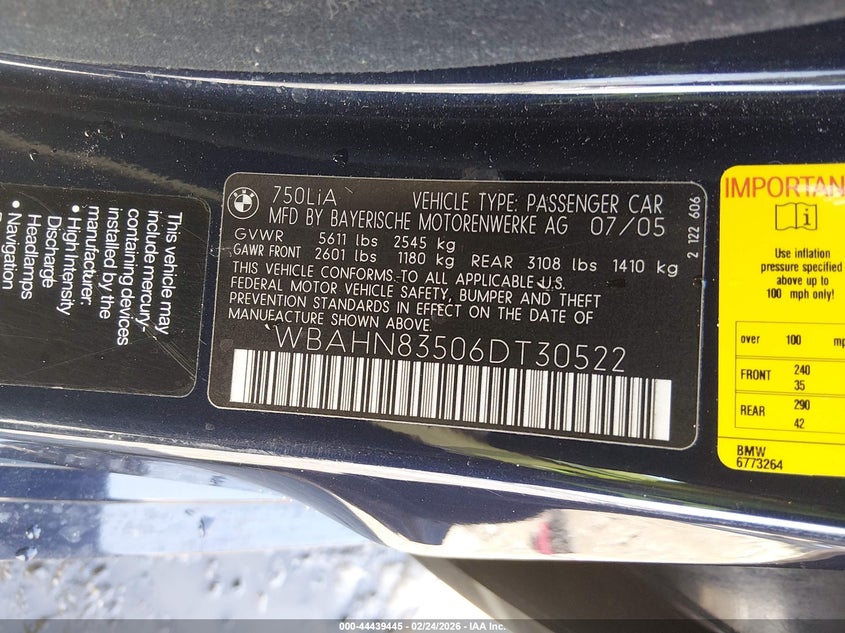 This vehicle may
include mercury-
containing devices
installed by the
manufacturer:
• High Intensity
Discharge
Headlamps
• Navigation
BMW
750LiA VEHICLE TYPE: PASSENGER CAR
MFD BY BAYERISCHE MOTORENWERKE AG 07/05
GVWR 5611 lbs 2545 kg
GAWR FRONT 2601 lbs 1180 kg REAR 3108 lbs 1410 kg
THIS VEHICLE CONFORMS TO ALL APPLICABLE U.S.
FEDERAL MOTOR VEHICLE SAFETY, BUMPER AND THEFT
PREVENTION STANDARDS IN EFFECT ON THE DATE OF
MANUFACTURE SHOWN ABOVE.
WBAHN83506DT30522
2 122 606
IMPORTAN
Use inflation
pressure specified
above up to
100 mph only!
over 100 mp
FRONT 240
35
REAR 290
42
BMW
6773264
000-44439445 - 02/24/2026 - IAA Inc.